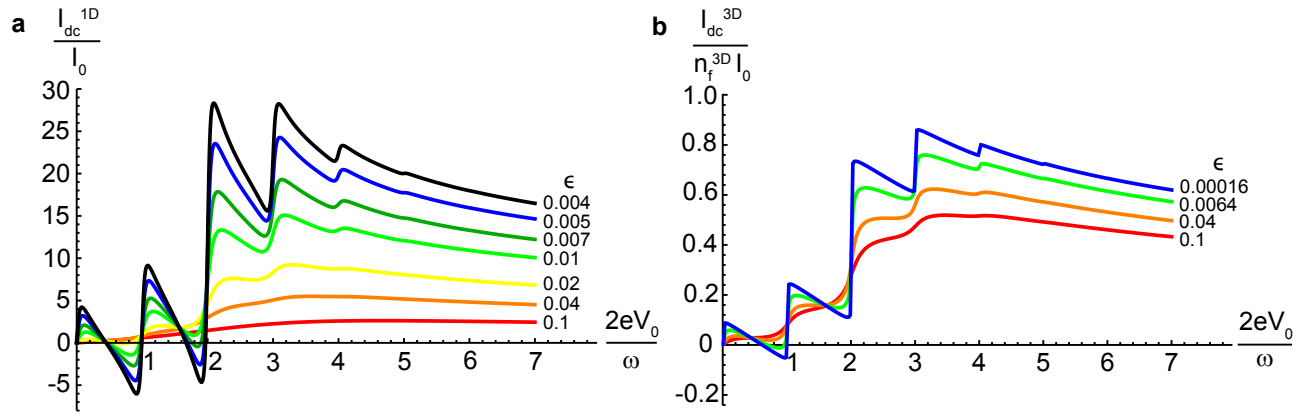 a
I_dc^1D
I_0
30
25
20
15
10
5
0
-5
1 2 3 4 5 6 7
ϵ
0.004
0.005
0.007
0.01
0.02
0.04
0.1
2eV_0
ω
b
I_dc^3D
n_f^3D I_0
1.0
0.8
0.6
0.4
0.2
0
-0.2
1 2 3 4 5 6 7
ϵ
0.00016
0.0064
0.04
0.1
2eV_0
ω